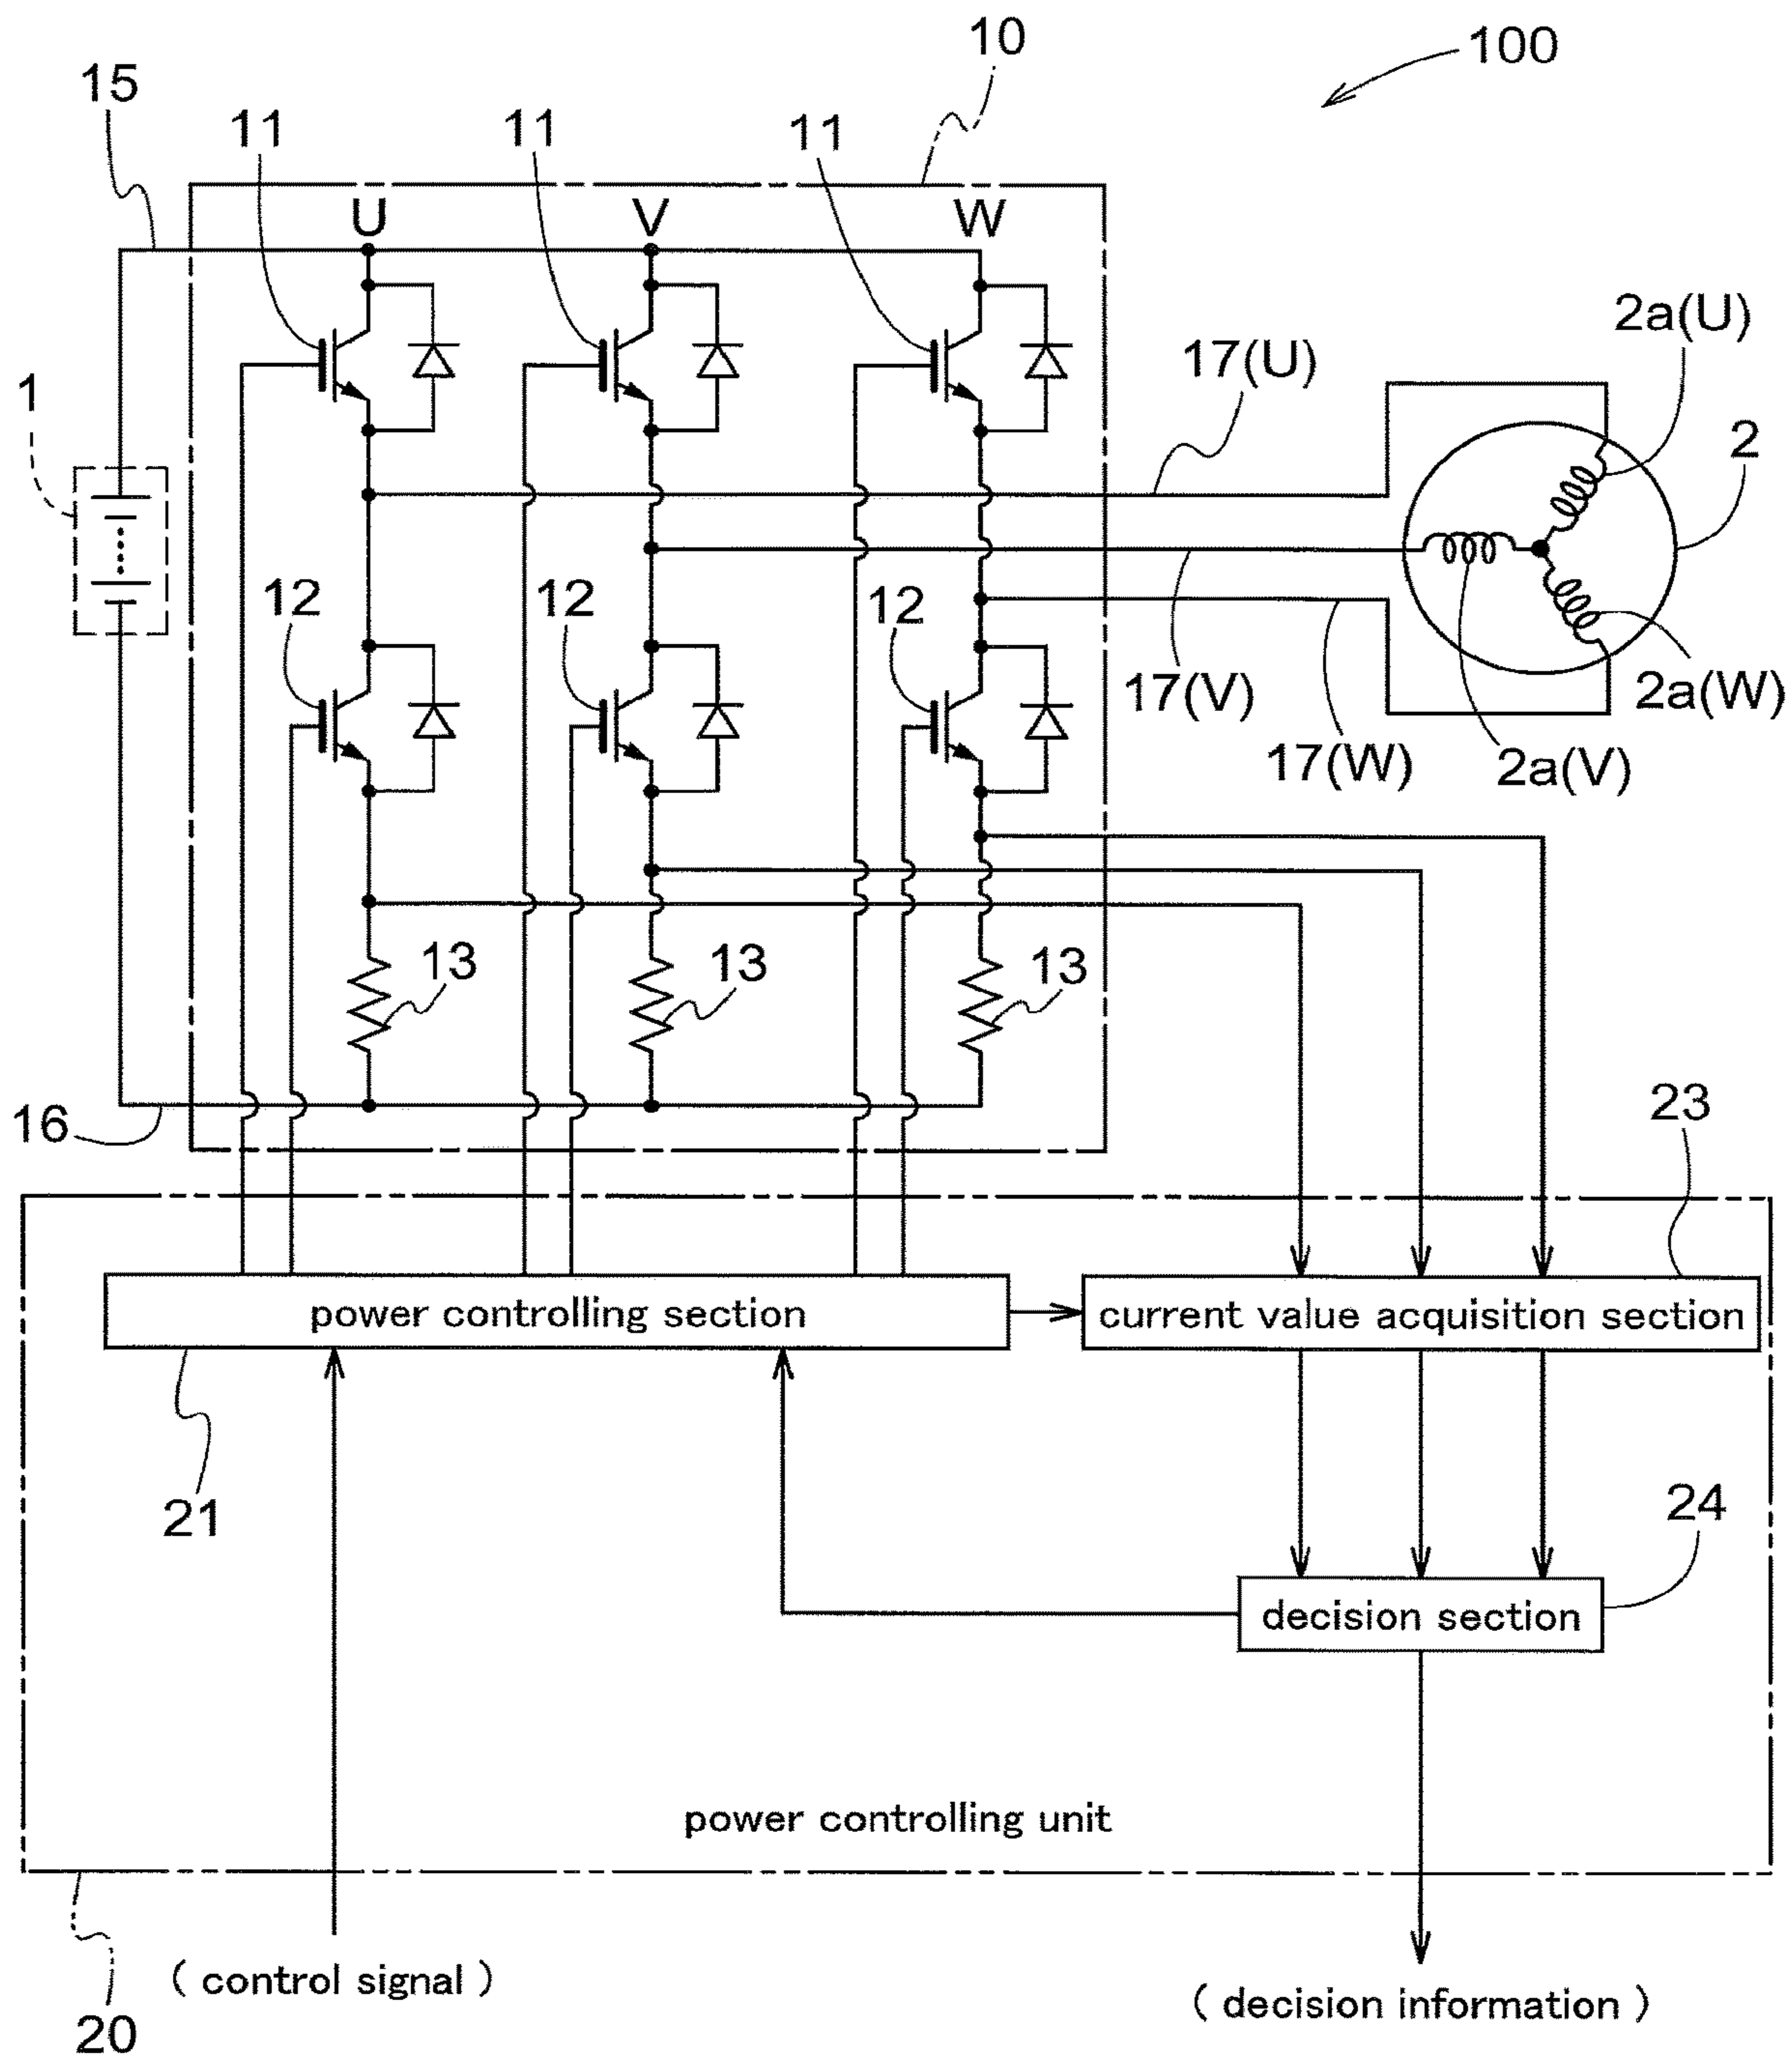 10
100
15
11
11
11
U
V
W
2a(U)
17(U)
1
2
12
12
12
17(V)
2a(W)
17(W)
2a(V)
13
13
13
16
23
power controlling section
current value acquisition section
21
24
decision section
power controlling unit
( control signal )
( decision information )
20